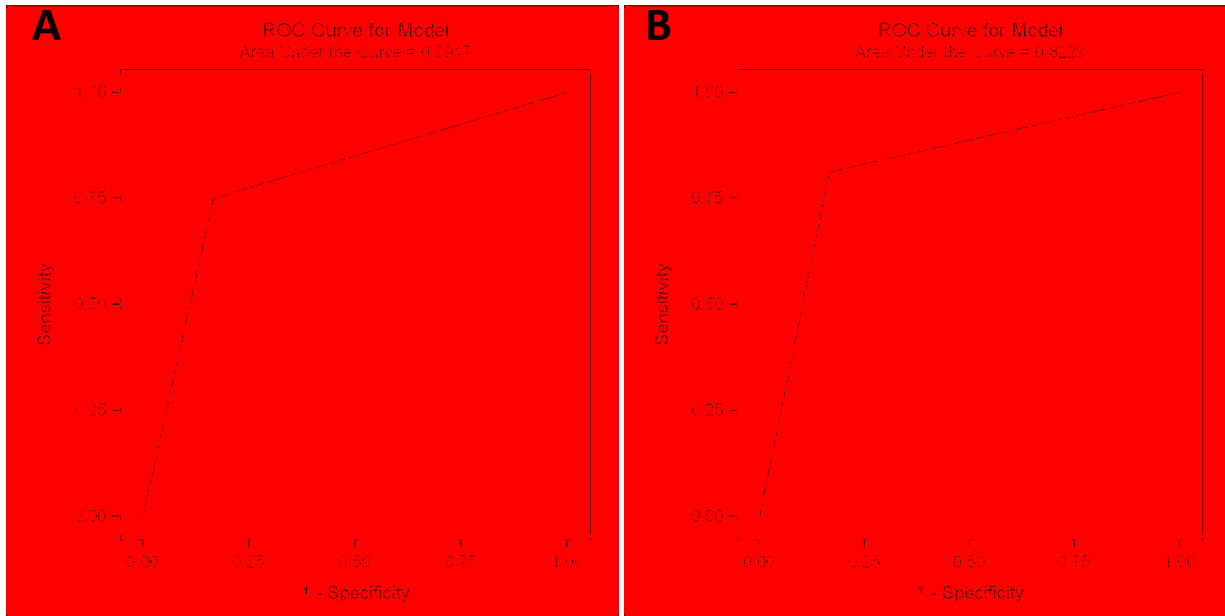 A
ROC Curve for Model
Area Under the Curve = 0.7917
1.00
0.75
0.50
0.25
0.00
Sensitivity
0.00 0.25 0.50 0.75 1.00
1 - Specificity
B
ROC Curve for Model
Area Under the Curve = 0.8229
1.00
0.75
0.50
0.25
0.00
Sensitivity
0.00 0.25 0.50 0.75 1.00
1 - Specificity